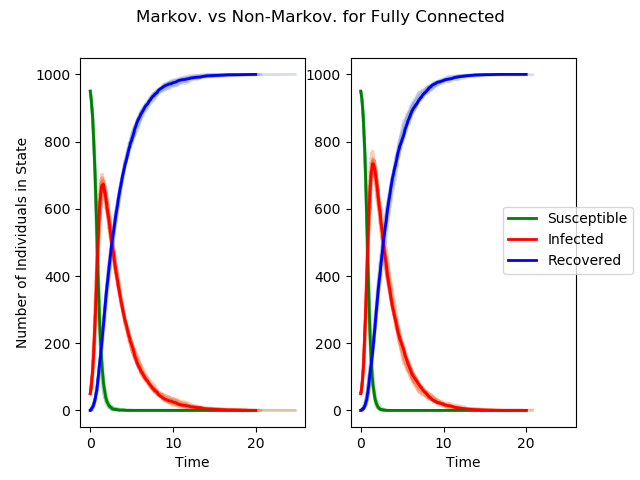 Markov. vs Non-Markov. for Fully Connected
Number of Individuals in State
1000
800
600
400
200
0
0 10 20
Time
1000
800
600
400
200
0
0 10 20
Time
Susceptible
Infected
Recovered